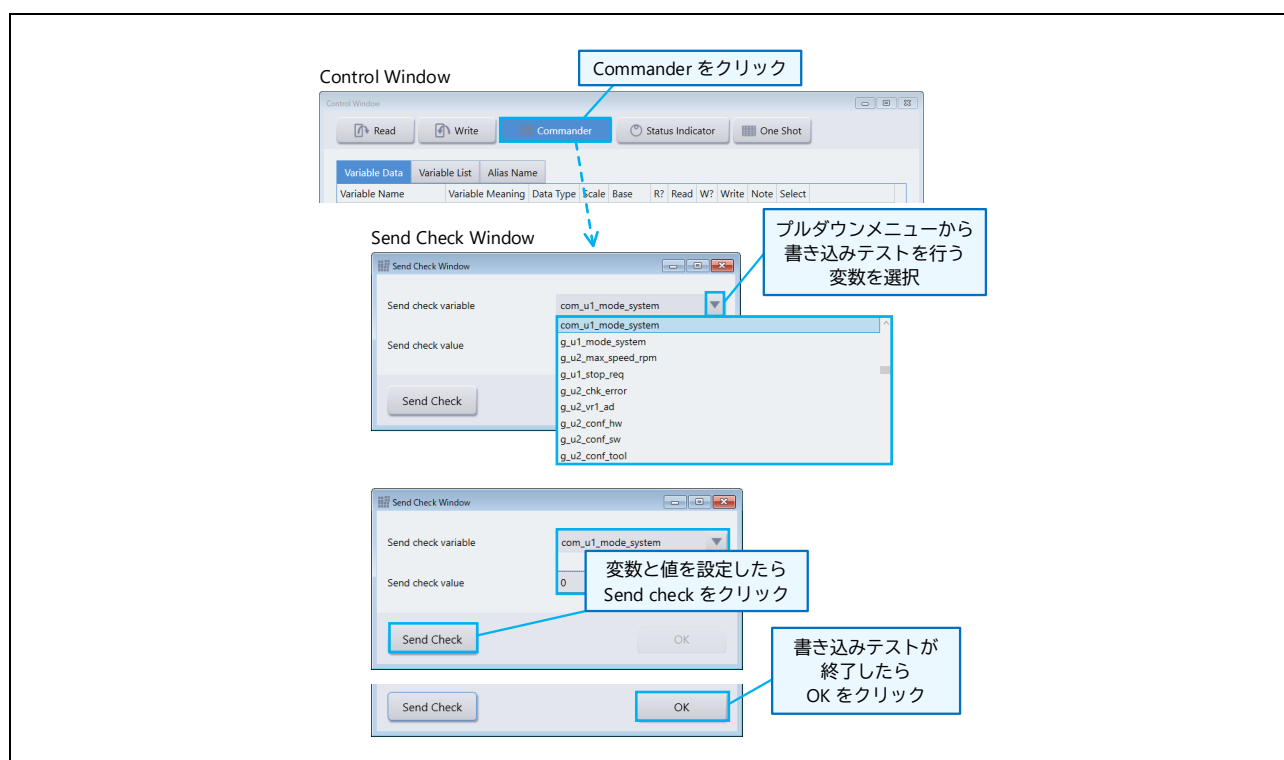 Commander をクリック
Control Window
Control Window
Read Write Commander Status Indicator One Shot
Variable Data Variable List Alias Name
Variable Name Variable Meaning Data Type Scale Base R? Read W? Write Note Select
プルダウンメニューから
書き込みテストを行う
変数を選択
Send Check Window
Send Check Window
Send check variable com_u1_mode_system
com_u1_mode_system
Send check value
g_u1_mode_system
g_u2_max_speed_rpm
g_u1_stop_req
g_u2_chk_error
Send Check
g_u2_vr1_ad
g_u2_conf_hw
g_u2_conf_sw
g_u2_conf_tool
Send Check Window
Send check variable com_u1_mode_system
変数と値を設定したら
Send check をクリック
Send check value 0
Send Check OK
書き込みテストが
終了したら
OK をクリック
Send Check OK